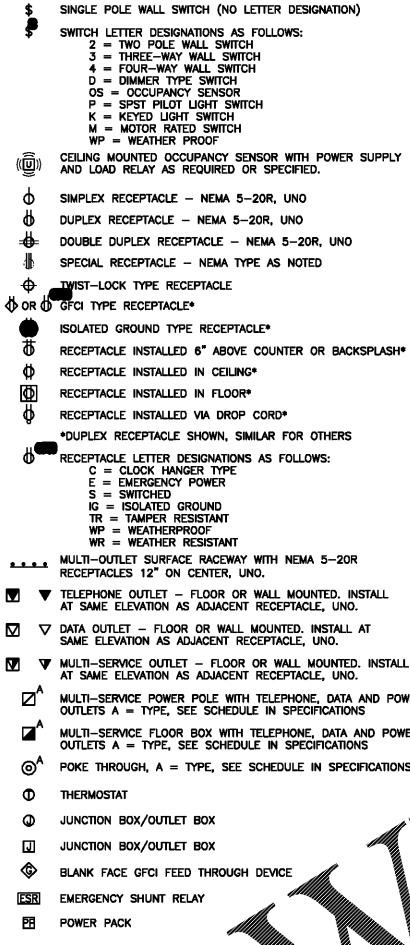 $ SINGLE POLE WALL SWITCH (NO LETTER DESIGNATION)
$ SWITCH LETTER DESIGNATIONS AS FOLLOWS:
2 = TWO POLE WALL SWITCH
3 = THREE-WAY WALL SWITCH
4 = FOUR-WAY WALL SWITCH
D = DIMMER TYPE SWITCH
OS = OCCUPANCY SENSOR
P = SPST PILOT LIGHT SWITCH
K = KEYED LIGHT SWITCH
M = MOTOR RATED SWITCH
WP = WEATHER PROOF
U CEILING MOUNTED OCCUPANCY SENSOR WITH POWER SUPPLY
AND LOAD RELAY AS REQUIRED OR SPECIFIED.
SIMPLEX RECEPTACLE - NEMA 5-20R, UNO
DUPLEX RECEPTACLE - NEMA 5-20R, UNO
DOUBLE DUPLEX RECEPTACLE - NEMA 5-20R, UNO
SPECIAL RECEPTACLE - NEMA TYPE AS NOTED
TWIST-LOCK TYPE RECEPTACLE
OR GFCI TYPE RECEPTACLE*
ISOLATED GROUND TYPE RECEPTACLE*
RECEPTACLE INSTALLED 6" ABOVE COUNTER OR BACKSPLASH*
RECEPTACLE INSTALLED IN CEILING*
RECEPTACLE INSTALLED IN FLOOR*
RECEPTACLE INSTALLED VIA DROP CORD*
*DUPLEX RECEPTACLE SHOWN, SIMILAR FOR OTHERS
RECEPTACLE LETTER DESIGNATIONS AS FOLLOWS:
C = CLOCK HANGER TYPE
E = EMERGENCY POWER
S = SWITCHED
IG = ISOLATED GROUND
TR = TAMPER RESISTANT
WP = WEATHERPROOF
WR = WEATHER RESISTANT
MULTI-OUTLET SURFACE RACEWAY WITH NEMA 5-20R
RECEPTACLES 12" ON CENTER, UNO.
TELEPHONE OUTLET - FLOOR OR WALL MOUNTED. INSTALL
AT SAME ELEVATION AS ADJACENT RECEPTACLE, UNO.
DATA OUTLET - FLOOR OR WALL MOUNTED. INSTALL AT
SAME ELEVATION AS ADJACENT RECEPTACLE, UNO.
MULTI-SERVICE OUTLET - FLOOR OR WALL MOUNTED. INSTALL
AT SAME ELEVATION AS ADJACENT RECEPTACLE, UNO.
A MULTI-SERVICE POWER POLE WITH TELEPHONE, DATA AND POW
OUTLETS A = TYPE, SEE SCHEDULE IN SPECIFICATIONS
A MULTI-SERVICE FLOOR BOX WITH TELEPHONE, DATA AND POWE
OUTLETS A = TYPE, SEE SCHEDULE IN SPECIFICATIONS
A POKE THROUGH, A = TYPE, SEE SCHEDULE IN SPECIFICATIONS
T THERMOSTAT
J JUNCTION BOX/OUTLET BOX
J JUNCTION BOX/OUTLET BOX
G BLANK FACE GFCI FEED THROUGH DEVICE
ESR EMERGENCY SHUNT RELAY
PP POWER PACK